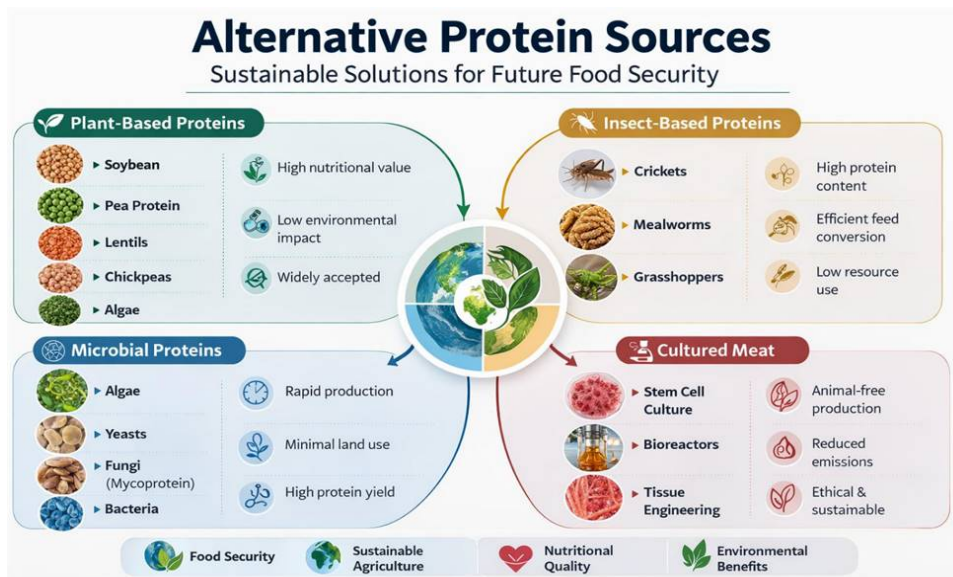 Alternative Protein Sources
Sustainable Solutions for Future Food Security
Plant-Based Proteins
Soybean
Pea Protein
Lentils
Chickpeas
Algae
High nutritional value
Low environmental
impact
Widely accepted
Insect-Based Proteins
Crickets
Mealworms
Grasshoppers
High protein
content
Efficient feed
conversion
Low resource
use
Microbial Proteins
Algae
Yeasts
Fungi
(Mycoprotein)
Bacteria
Rapid production
Minimal land use
High protein yield
Cultured Meat
Stem Cell
Culture
Bioreactors
Tissue
Engineering
Animal-free
production
Reduced
emissions
Ethical &
sustainable
Food Security
Sustainable
Agriculture
Nutritional
Quality
Environmental
Benefits